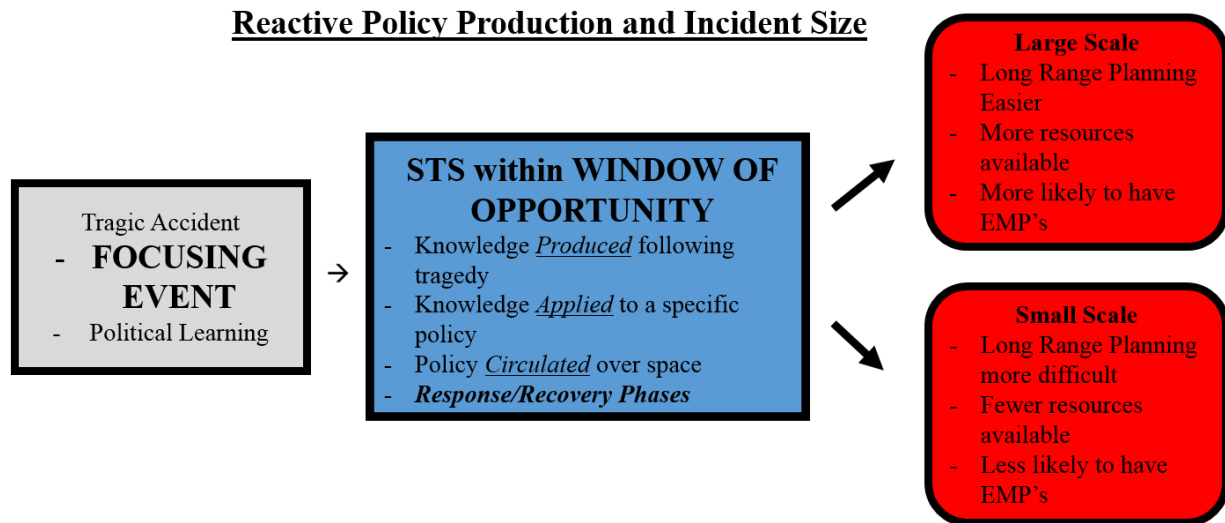 Reactive Policy Production and Incident Size
Tragic Accident
- FOCUSING
EVENT
- Political Learning
→
STS within WINDOW OF
OPPORTUNITY
- Knowledge Produced following
tragedy
- Knowledge Applied to a specific
policy
- Policy Circulated over space
- Response/Recovery Phases
Large Scale
- Long Range Planning
Easier
- More resources
available
- More likely to have
EMP's
Small Scale
- Long Range Planning
more difficult
- Fewer resources
available
- Less likely to have
EMP's